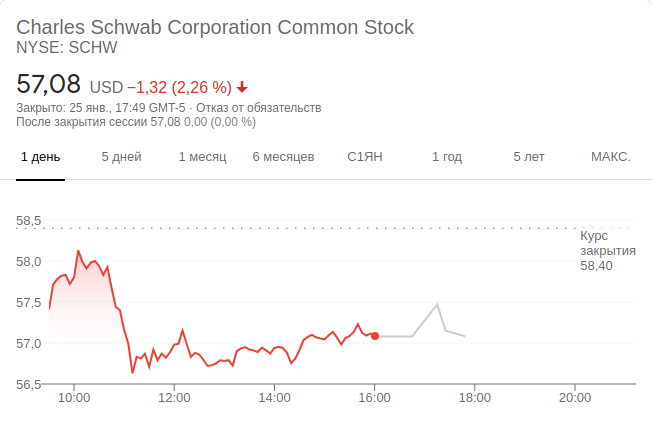 Charles Schwab Corporation Common Stock
NYSE: SCHW
57,08 USD −1,32 (2,26 %)
Закрыто: 25 янв., 17:49 GMT-5 · Отказ от обязательств
После закрытия сессии 57,08 0,00 (0,00 %)
1 день 5 дней 1 месяц 6 месяцев С1ЯН 1 год 5 лет МАКС.
58,5
Курс
закрытия
58,40
58,0
57,5
57,0
56,5
10:00 12:00 14:00 16:00 18:00 20:00